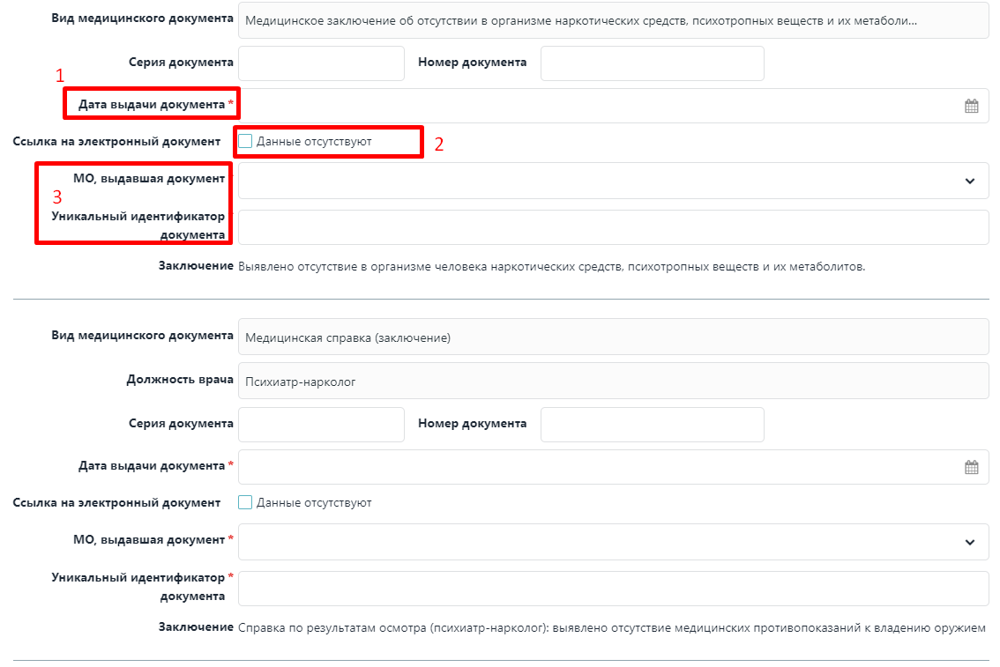 Вид медицинского документа Медицинское заключение об отсутствии в организме наркотических средств, психотропных веществ и их метаболи...
Серия документа Номер документа
1
Дата выдачи документа *
Ссылка на электронный документ Данные отсутствуют 2
МО, выдавшая документ
3
Уникальный идентификатор
документа
Заключение Выявлено отсутствие в организме человека наркотических средств, психотропных веществ и их метаболитов.
Вид медицинского документа Медицинская справка (заключение)
Должность врача Психиатр-нарколог
Серия документа Номер документа
Дата выдачи документа *
Ссылка на электронный документ Данные отсутствуют
МО, выдавшая документ *
Уникальный идентификатор *
документа
Заключение Справка по результатам осмотра (психиатр-нарколог): выявлено отсутствие медицинских противопоказаний к владению оружием